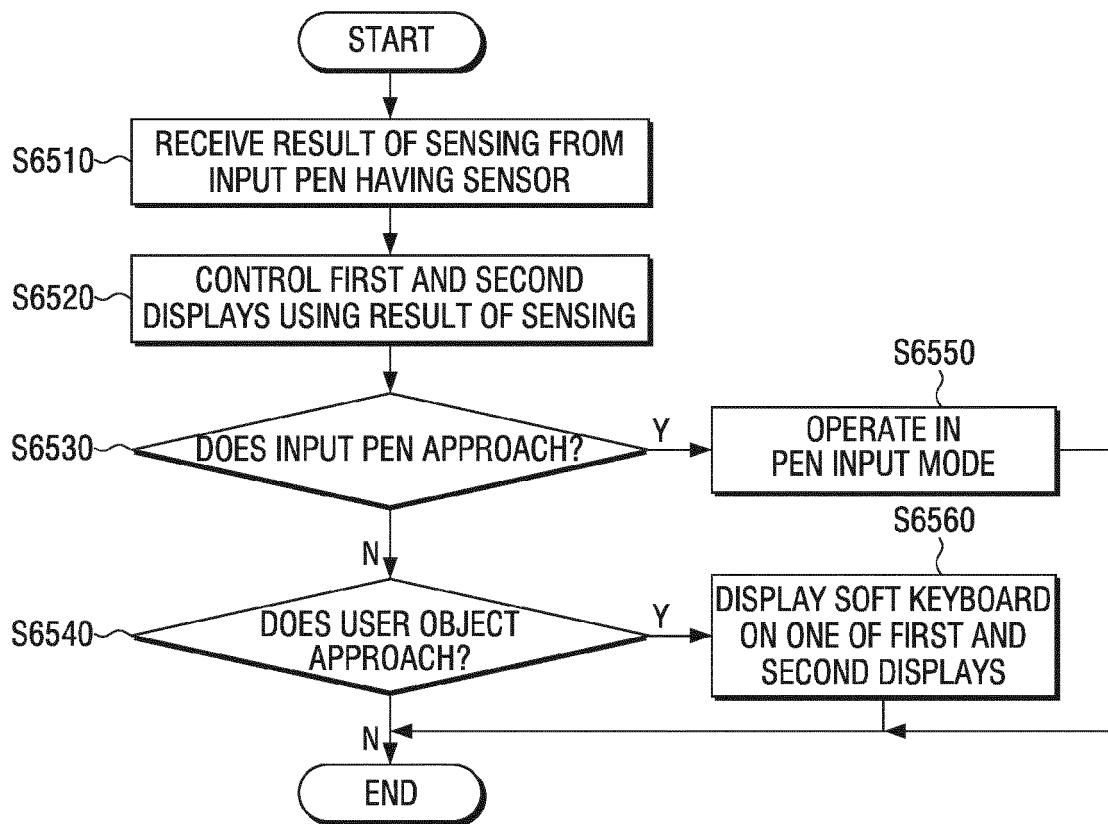 START
S6510
RECEIVE RESULT OF SENSING FROM
INPUT PEN HAVING SENSOR
S6520
CONTROL FIRST AND SECOND
DISPLAYS USING RESULT OF SENSING
S6530
DOES INPUT PEN APPROACH?
Y
S6550
OPERATE IN
PEN INPUT MODE
N
S6540
DOES USER OBJECT
APPROACH?
Y
S6560
DISPLAY SOFT KEYBOARD
ON ONE OF FIRST AND
SECOND DISPLAYS
N
END